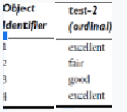 Object Identifier	test-2 (ordinal)
1	excellent
2	fair
3	good
4	excellent